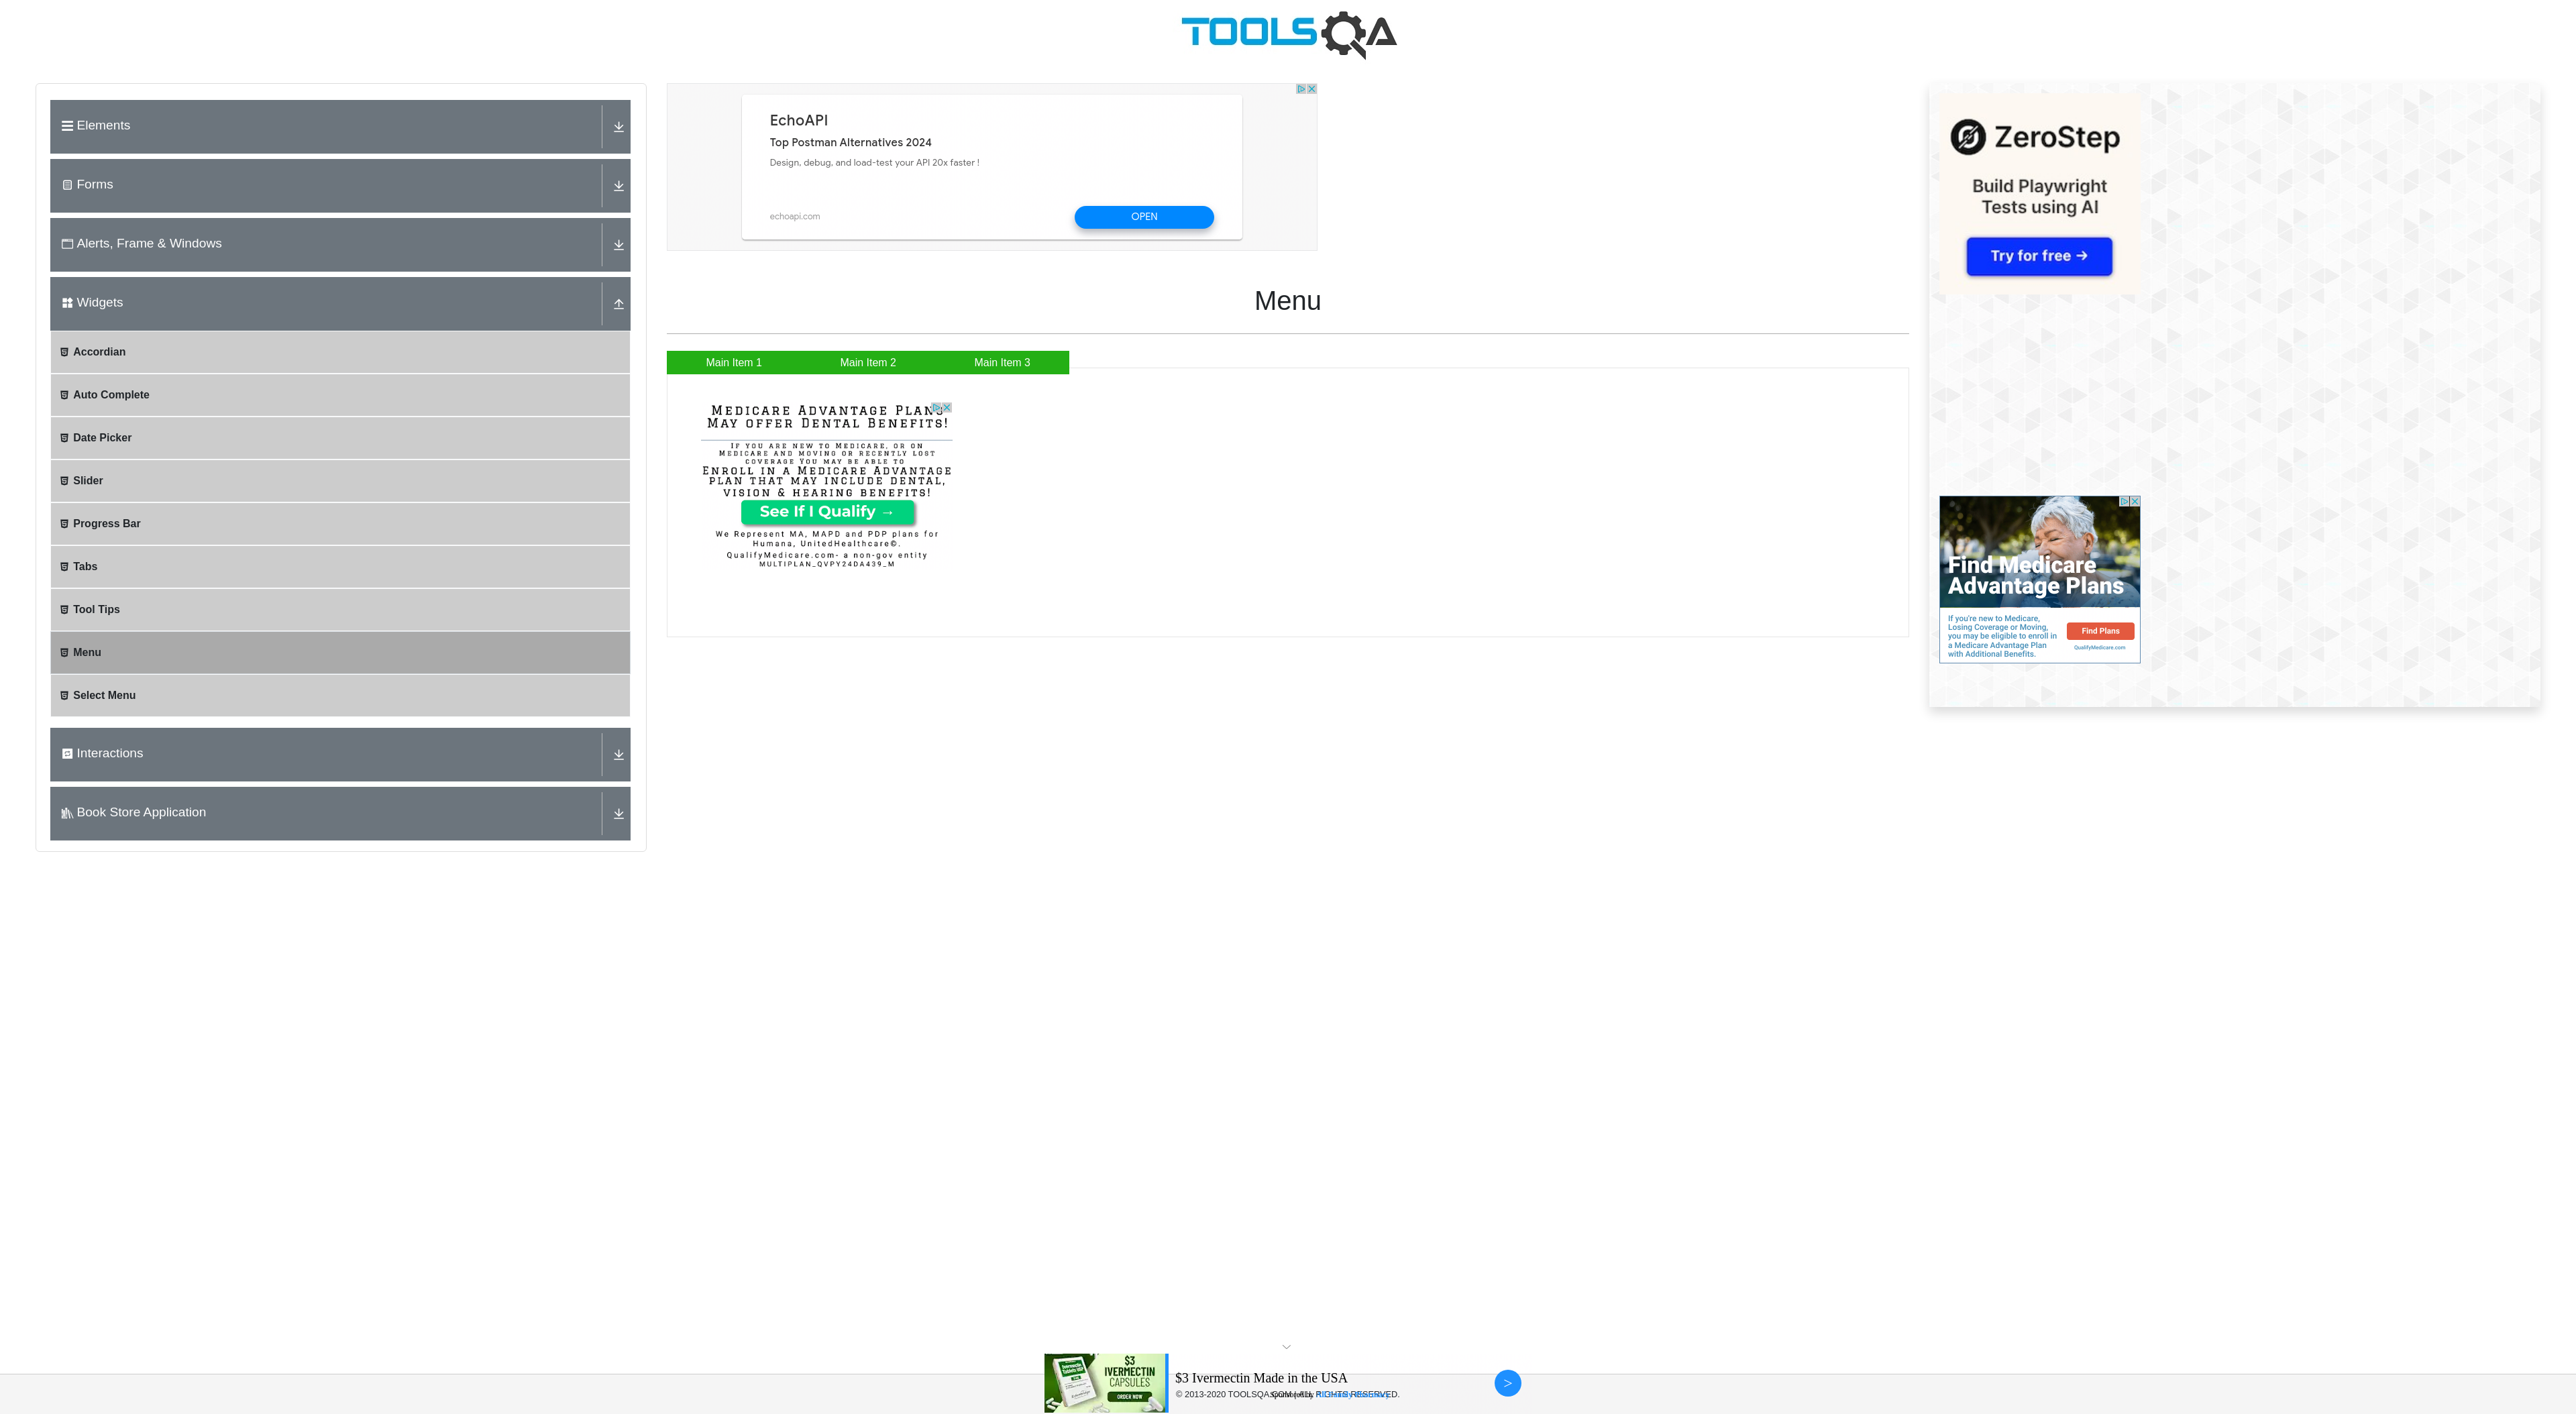 TOOLSQA
Elements
Forms
Alerts, Frame & Windows
Widgets
Accordian
Auto Complete
Date Picker
Slider
Progress Bar
Tabs
Tool Tips
Menu
Select Menu
Interactions
Book Store Application
EchoAPI
Top Postman Alternatives 2024
Design, debug, and load-test your API 20x faster !
echoapi.com
OPEN
Menu
Main Item 1
Main Item 2
Main Item 3
Medicare Advantage Plans
May offer Dental Benefits!
If you are new to Medicare, or on
Medicare and moving or recently lost
coverage You may be able to
Enroll in a Medicare Advantage
plan that may include dental,
vision & hearing benefits!
See If I Qualify →
We Represent MA, MAPD and PDP plans for
Humana, UnitedHealthcare©.
QualifyMedicare.com- a non-gov entity
MULTIPLAN_QVPY24DA439_M
ZeroStep
Build Playwright
Tests using AI
Try for free →
Find Medicare
Advantage Plans
If you're new to Medicare,
Losing Coverage or Moving,
you may be eligible to enroll in
a Medicare Advantage Plan
with Additional Benefits.
Find Plans
QualifyMedicare.com
$3
IVERMECTIN
CAPSULES
ORDER NOW
$3 Ivermectin Made in the USA
© 2013-2020 TOOLSQA.COM | ALL RIGHTS RESERVED.